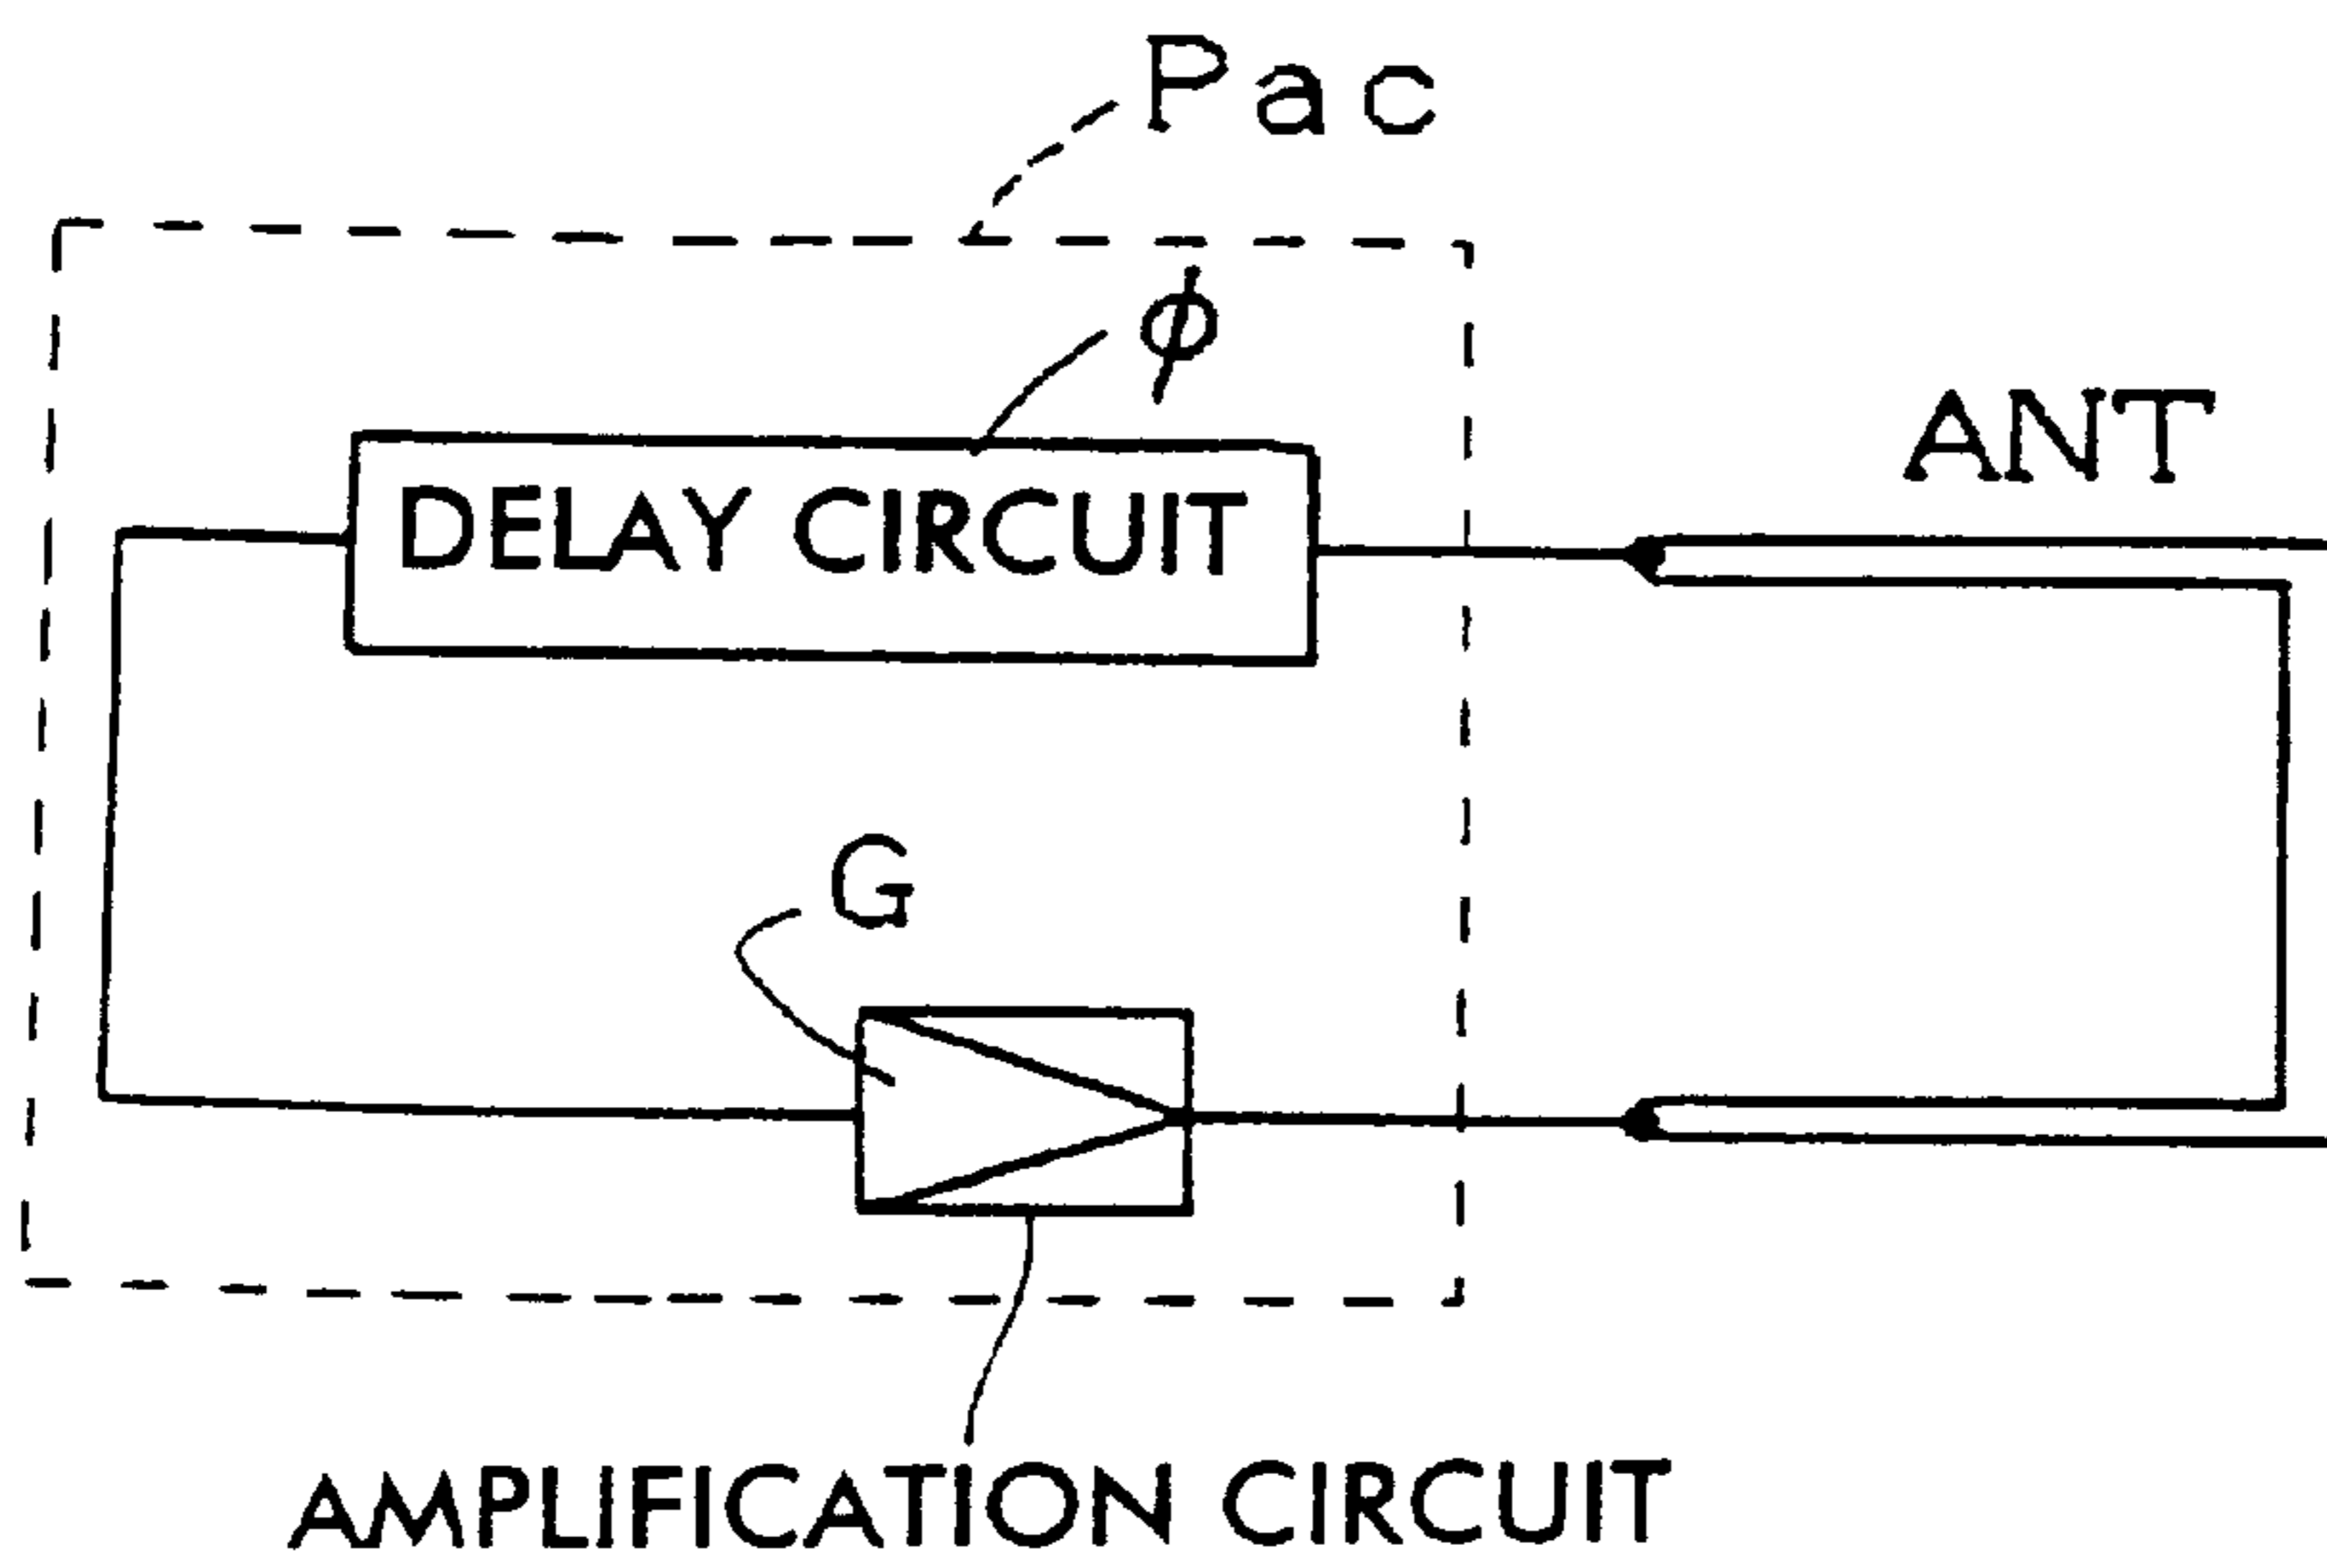 Pac
ϕ
ANT
DELAY CIRCUIT
G
AMPLIFICATION CIRCUIT